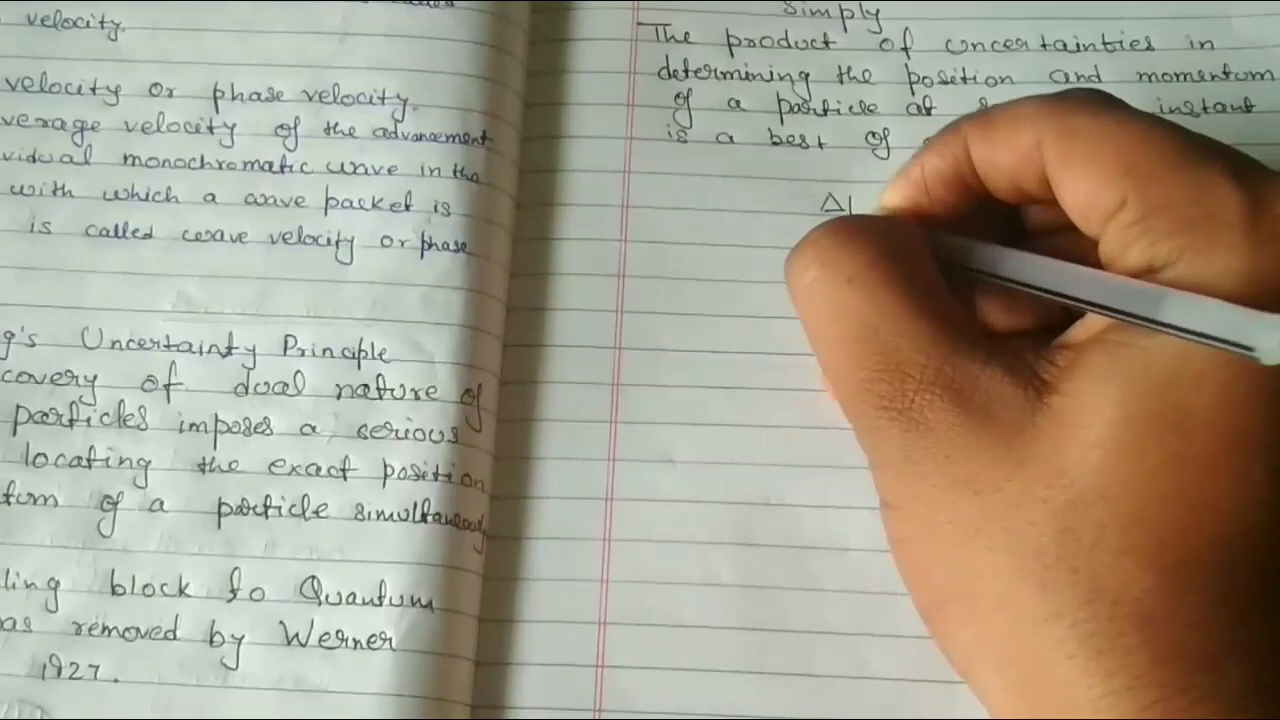 velocity.
velocity or phase velocity.
verage velocity of the advancement
vidual monochromatic wave in the
with which a wave packet is
is called wave velocity or phase
g's Uncertainty Principle
covery of dual nature of
particles imposes a serious
locating the exact position
tum of a particle simultaneously
ling block to Quantum
as removed by Werner
1927.
Simply
The product of uncertainties in
determining the position and momentum
of a particle at instant
is a best of
Δ